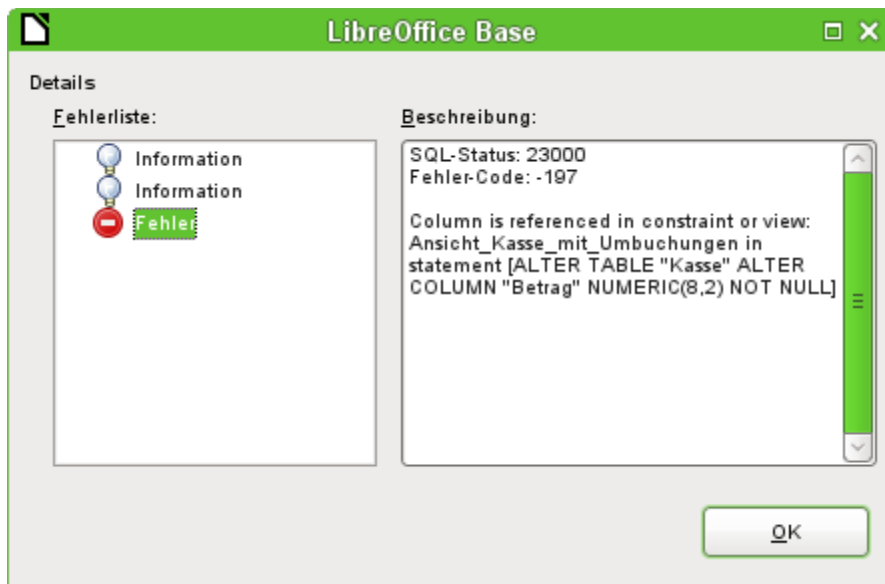 LibreOffice Base
Details
Fehlerliste:
Beschreibung:
Information
Information
Fehler
SQL-Status: 23000
Fehler-Code: -197
Column is referenced in constraint or view:
Ansicht_Kasse_mit_Umbuchungen in
statement [ALTER TABLE "Kasse" ALTER
COLUMN "Betrag" NUMERIC(8,2) NOT NULL]
OK